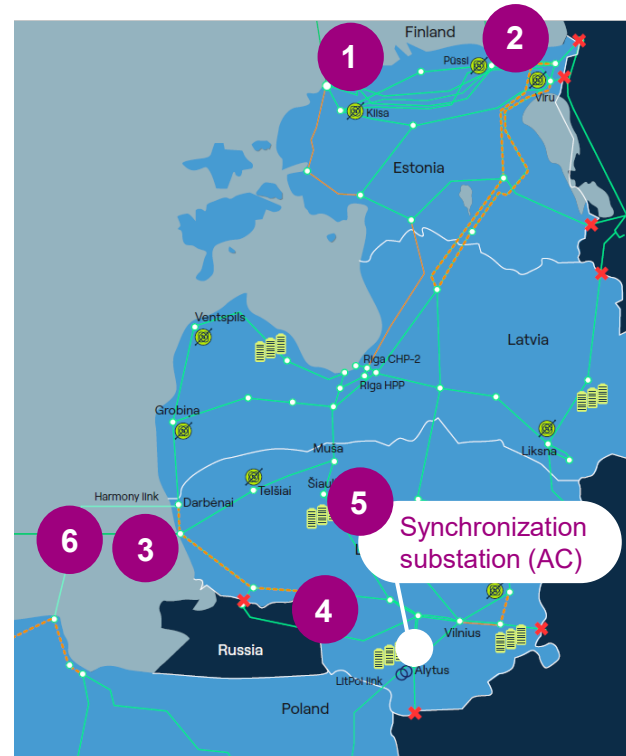 Finland
2
1
Püssi
Viru
Kiisa
Estonia
Ventspils
Latvia
Riga CHP-2
Riga HPP
Grobiņa
Liksna
Muša
Telšiai
Šiaul
Harmony link
Darbėnai
5
Synchronization
substation (AC)
6
3
4
Vilnius
Russia
Alytus
LitPol link
Poland